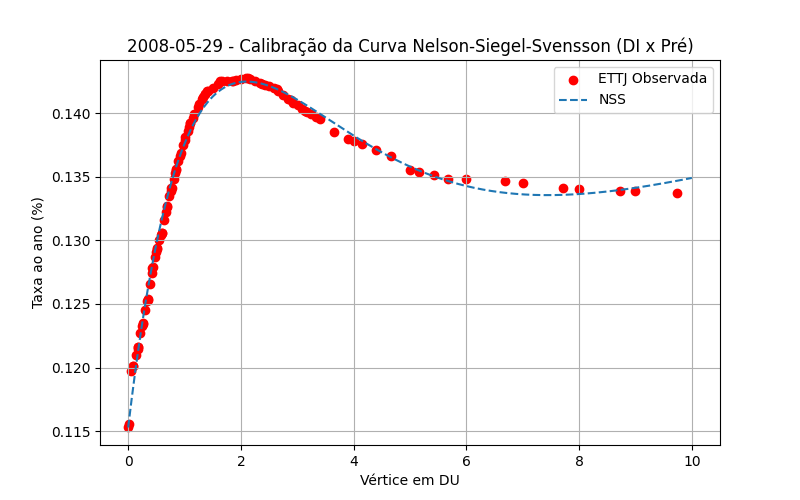 2008-05-29 - Calibração da Curva Nelson-Siegel-Svensson (DI x Pré)
ETTJ Observada
NSS
Taxa ao ano (%)
0.140
0.135
0.130
0.125
0.120
0.115
0 2 4 6 8 10
Vértice em DU